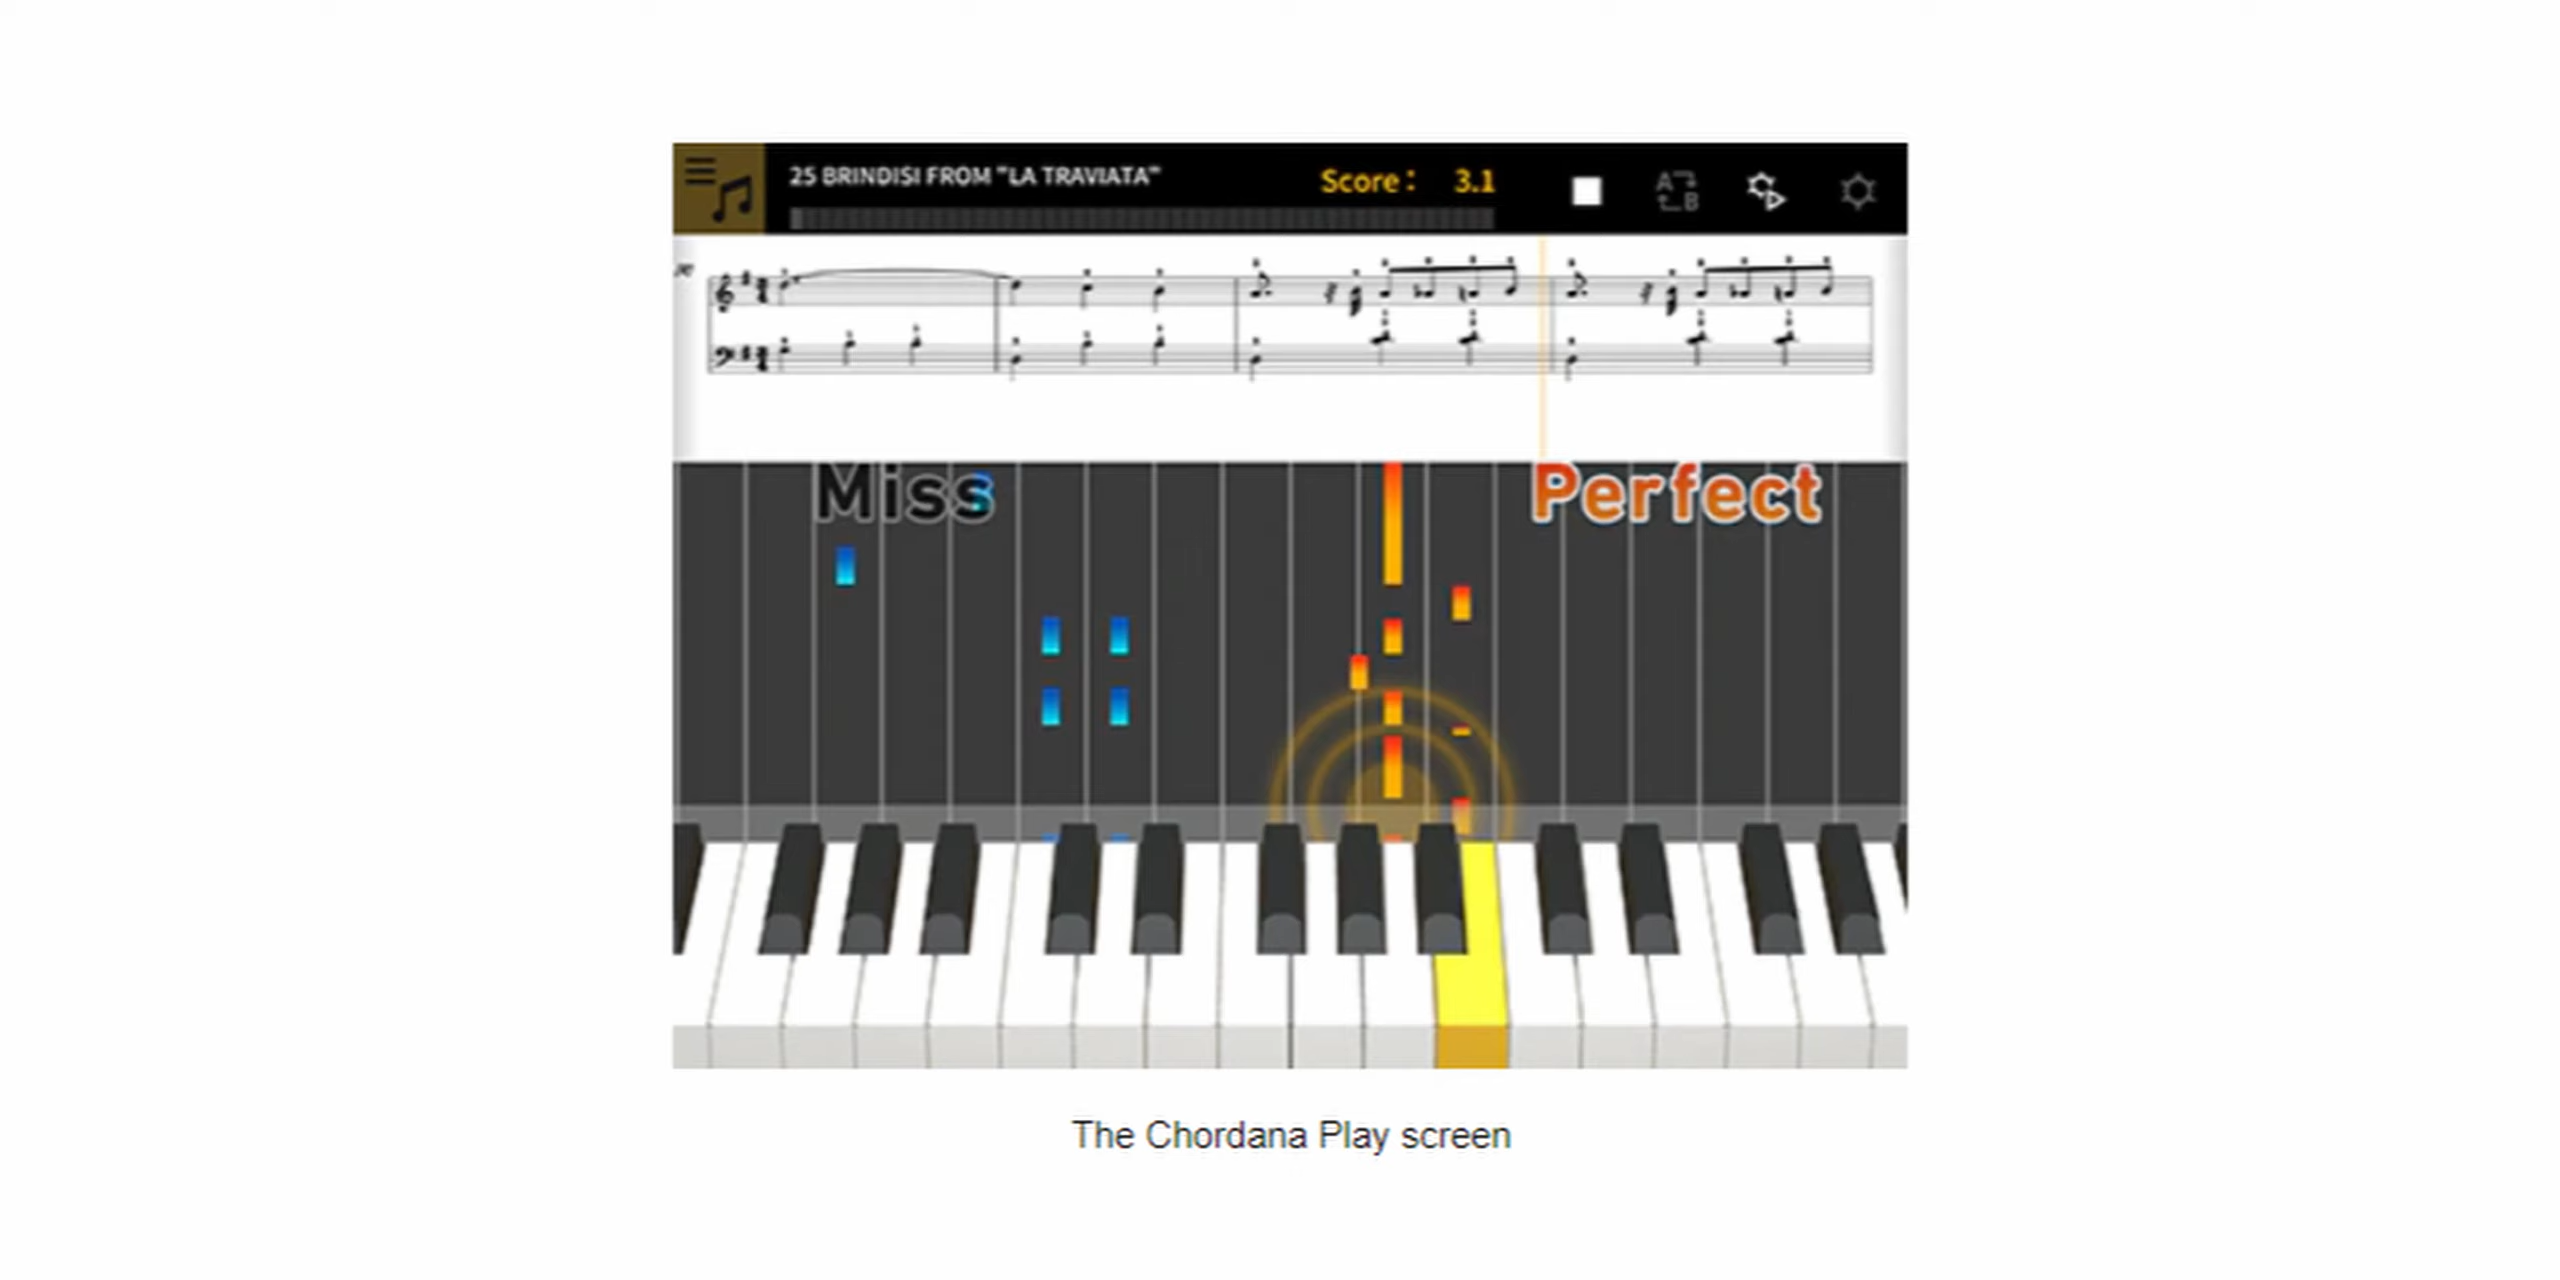 25 BRINDISI FROM "LA TRAVIATA"
Score: 3.1
A B
Miss
Perfect
The Chordana Play screen